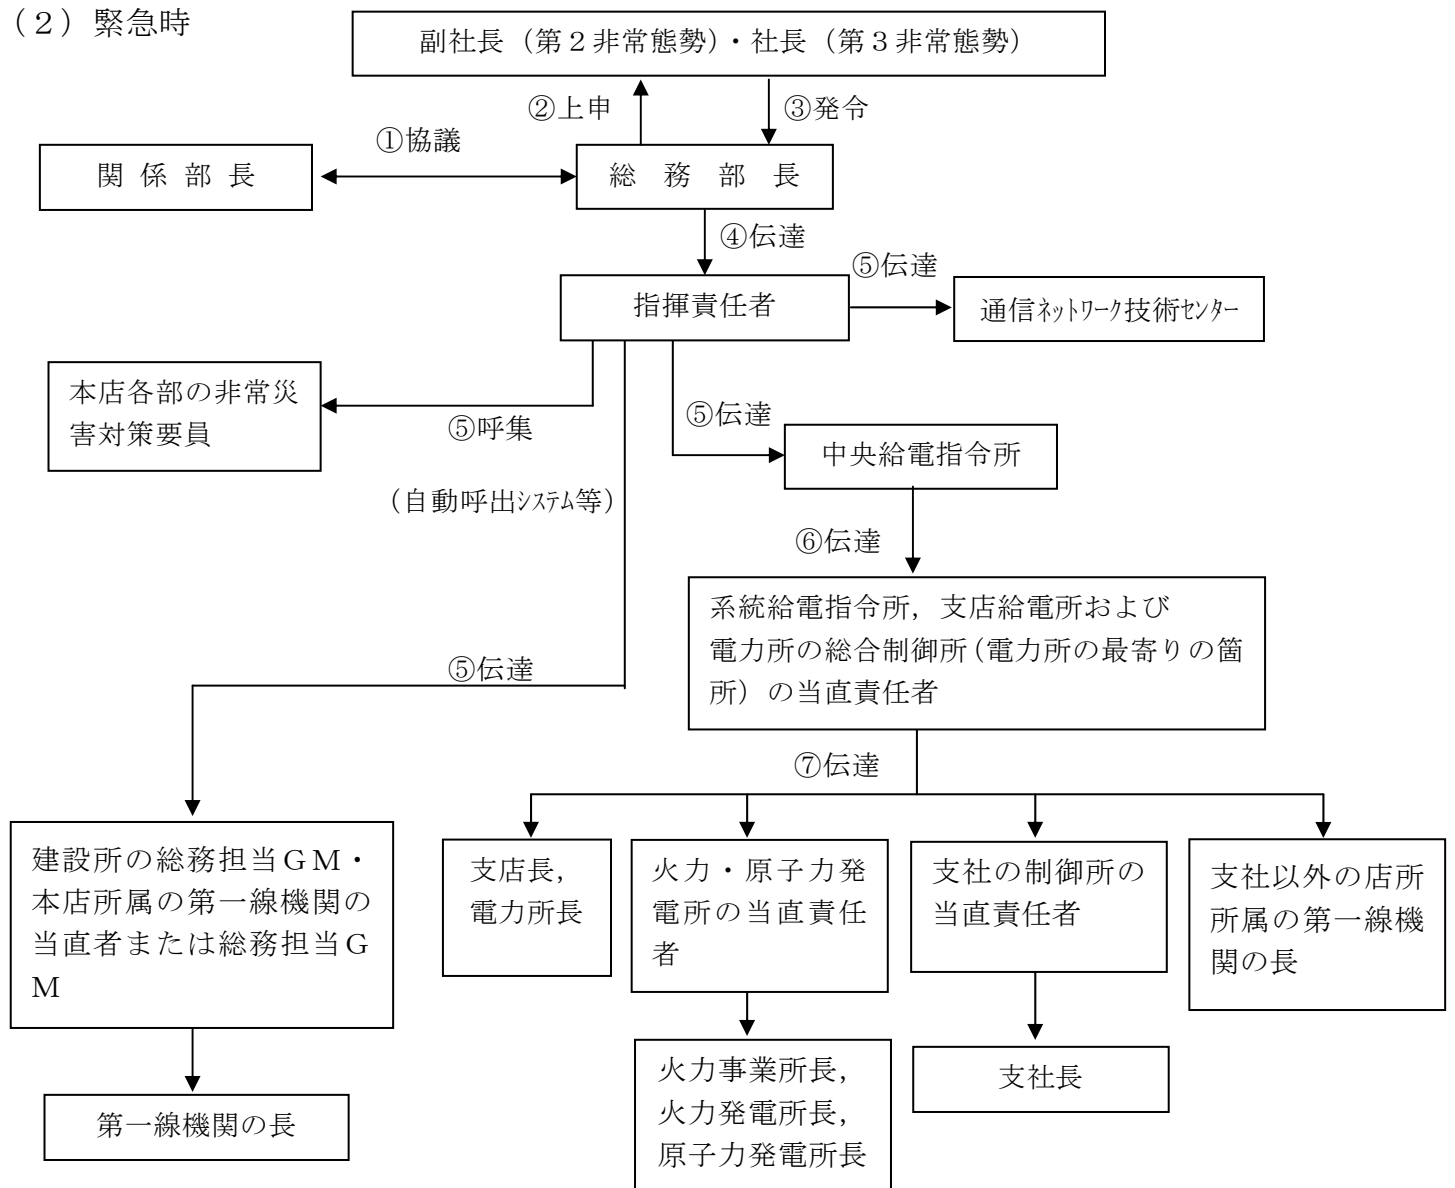 （２）緊急時
副社長（第２非常態勢）・社長（第３非常態勢）
②上申
③発令
①協議
関係部長
総務部長
④伝達
⑤伝達
指揮責任者
通信ネットワーク技術センター
本店各部の非常災
害対策要員
⑤呼集
⑤伝達
中央給電指令所
（自動呼出システム等）
⑥伝達
系統給電指令所，支店給電所および
電力所の総合制御所（電力所の最寄りの箇
所）の当直責任者
⑤伝達
⑦伝達
建設所の総務担当ＧＭ・
本店所属の第一線機関の
当直者または総務担当Ｇ
Ｍ
支店長，
電力所長
火力・原子力発
電所の当直責任
者
支社の制御所の
当直責任者
支社以外の店所
所属の第一線機
関の長
第一線機関の長
火力事業所長，
火力発電所長，
原子力発電所長
支社長